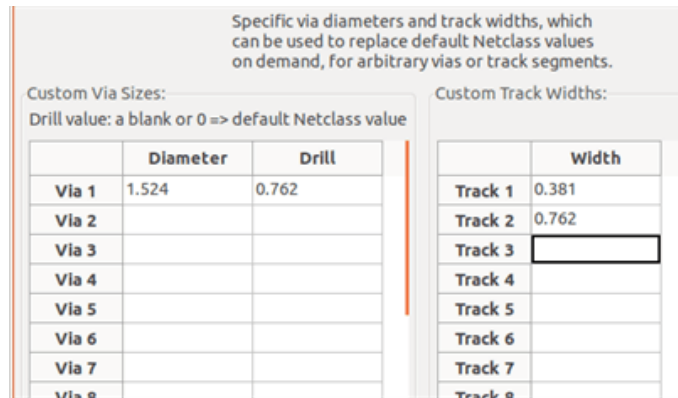 Specific via diameters and track widths, which
can be used to replace default Netclass values
on demand, for arbitrary vias or track segments.
Custom Via Sizes:
Drill value: a blank or 0 => default Netclass value
Diameter Drill
Via 1 1.524 0.762
Via 2
Via 3
Via 4
Via 5
Via 6
Via 7
Via 8
Custom Track Widths:
Width
Track 1 0.381
Track 2 0.762
Track 3
Track 4
Track 5
Track 6
Track 7
Track 8